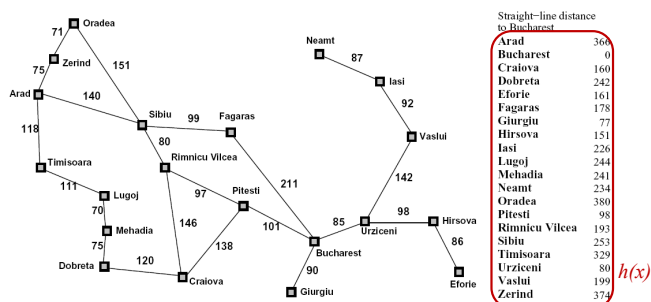 Oradea
71
Neamt
87
Zerind
151
75
Iasi
Arad
140
92
Sibiu
99
Fagaras
118
Vaslui
80
Rimnicu Vilcea
Timisoara
142
111
211
Lugoj
97
Pitesti
70
98
Hirsova
85
146
101
Urziceni
Mehadia
138
86
75
Bucharest
120
90
Dobreta
Craiova
Eforie
Giurgiu
Straight-line distance
to Bucharest
Arad 366
Bucharest 0
Craiova 160
Dobreta 242
Eforie 161
Fagaras 178
Giurgiu 77
Hirsova 151
Iasi 226
Lugoj 244
Mehadia 241
Neamt 234
Oradea 380
Pitesti 98
Rimnicu Vilcea 193
Sibiu 253
Timisoara 329
Urziceni 80
Vaslui 199
Zerind 374
h(x)